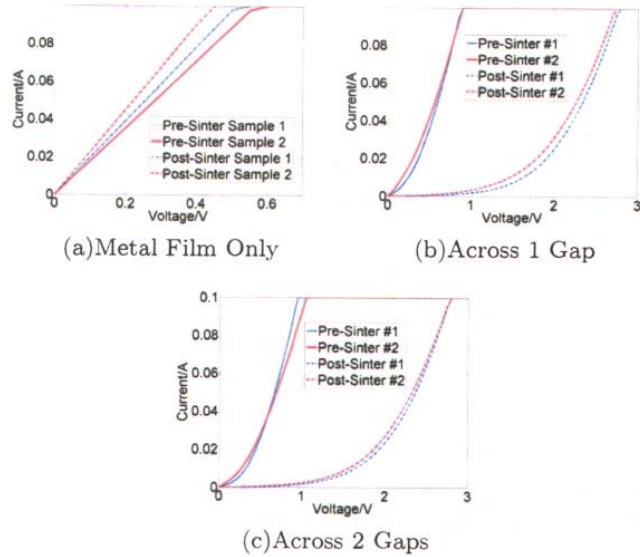 0.08
0.06
0.04
0.02
0
Current/A
Pre-Sinter Sample 1
Pre-Sinter Sample 2
Post-Sinter Sample 1
Post-Sinter Sample 2
0 0.2 0.4 0.6
Voltage/V
(a)Metal Film Only
0.08
0.06
0.04
0.02
0
Current/A
Pre-Sinter #1
Pre-Sinter #2
Post-Sinter #1
Post-Sinter #2
0 1 2 3
Voltage/V
(b)Across 1 Gap
0.1
0.08
0.06
0.04
0.02
0
Current/A
Pre-Sinter #1
Pre-Sinter #2
Post-Sinter #1
Post-Sinter #2
0 1 2 3
Voltage/V
(c)Across 2 Gaps